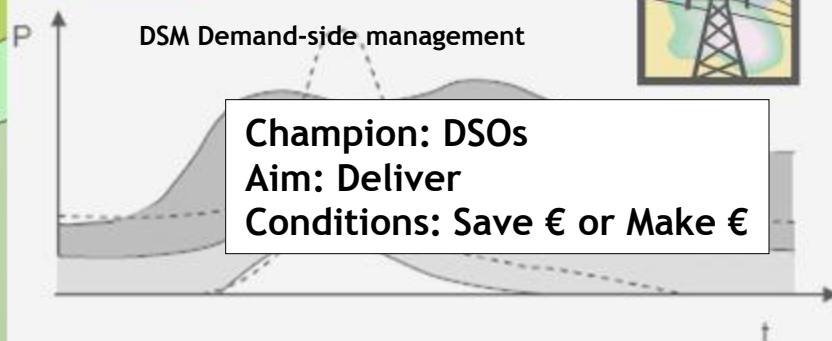 P
DSM Demand-side management
Champion: DSOs
Aim: Deliver
Conditions: Save € or Make €
t